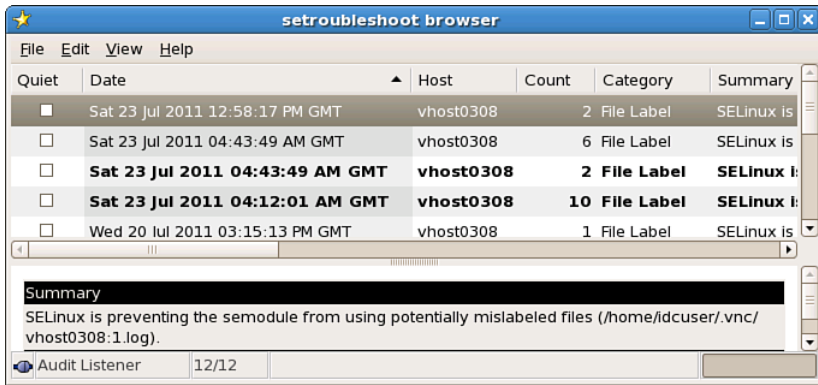 setroubleshoot browser
File Edit View Help
Quiet Date Host Count Category Summary
Sat 23 Jul 2011 12:58:17 PM GMT vhost0308 2 File Label SELinux is
Sat 23 Jul 2011 04:43:49 AM GMT vhost0308 6 File Label SELinux is
Sat 23 Jul 2011 04:43:49 AM GMT vhost0308 2 File Label SELinux is
Sat 23 Jul 2011 04:12:01 AM GMT vhost0308 10 File Label SELinux is
Wed 20 Jul 2011 03:15:13 PM GMT vhost0308 1 File Label SELinux is
Summary
SELinux is preventing the semodule from using potentially mislabeled files (/home/idcuser/.vnc/
vhost0308:1.log).
Audit Listener 12/12